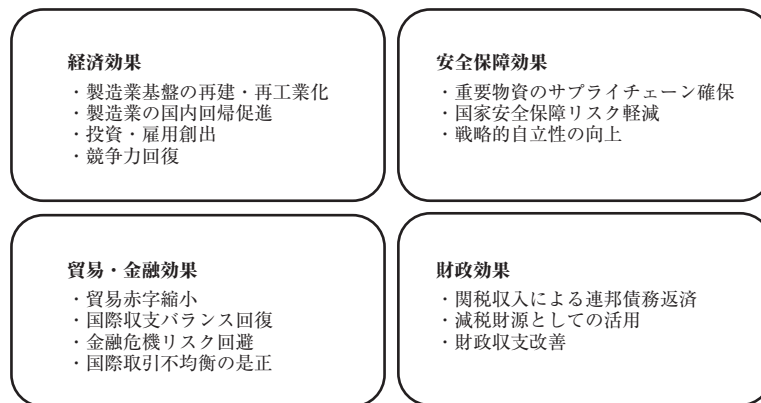 経済効果
・製造業基盤の再建・再工業化
・製造業の国内回帰促進
・投資・雇用創出
・競争力回復
安全保障効果
・重要物資のサプライチェーン確保
・国家安全保障リスク軽減
・戦略的自立性の向上
貿易・金融効果
・貿易赤字縮小
・国際収支バランス回復
・金融危機リスク回避
・国際取引不均衡の是正
財政効果
・関税収入による連邦債務返済
・減税財源としての活用
・財政収支改善